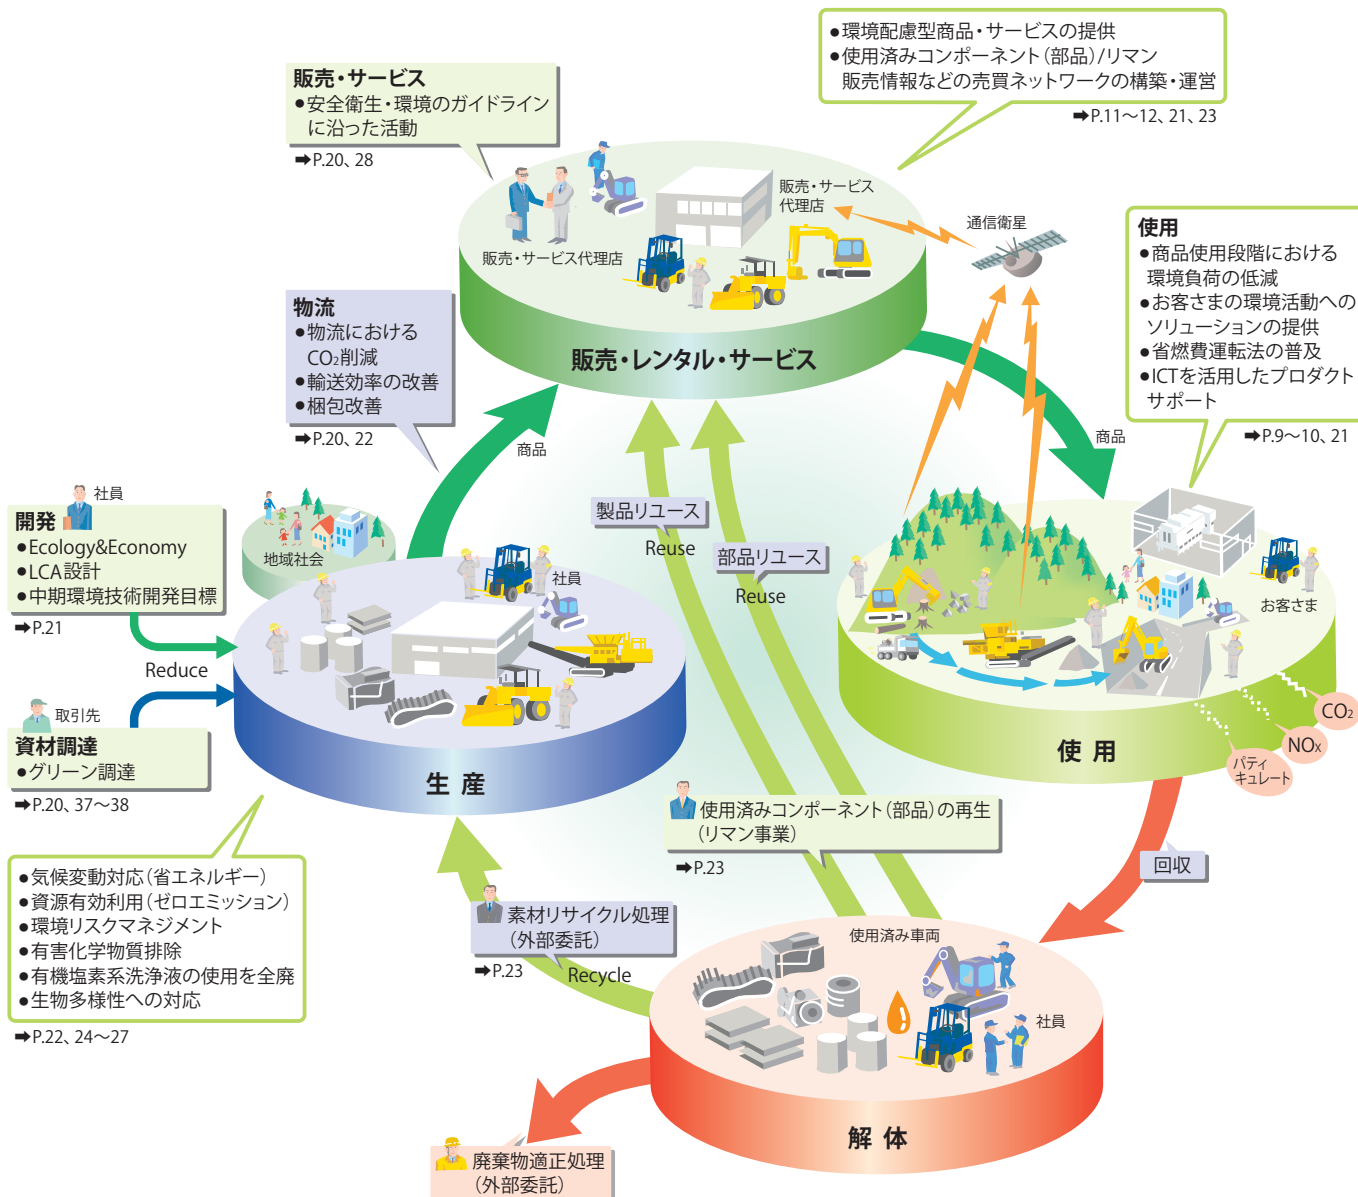 ●環境配慮型商品・サービスの提供
●使用済みコンポーネント（部品）/リマン
販売情報などの売買ネットワークの構築・運営
➡P.11～12、21、23
販売・サービス
●安全衛生・環境のガイドライン
に沿った活動
➡P.20、28
販売・サービス
代理店
販売・サービス代理店
通信衛星
販売・レンタル・サービス
使用
●商品使用段階における
環境負荷の低減
●お客さまの環境活動への
ソリューションの提供
●省燃費運転法の普及
●ICTを活用したプロダクト
サポート
➡P.9～10、21
物流
●物流における
CO₂削減
●輸送効率の改善
●梱包改善
➡P.20、22
商品
商品
社員
開発
●Ecology&Economy
●LCA設計
●中期環境技術開発目標
➡P.21
Reduce
地域社会
社員
製品リユース
Reuse
部品リユース
Reuse
お客さま
取引先
資材調達
●グリーン調達
➡P.20、37～38
生産
使用
CO₂
NOx
パティ
キュレート
●気候変動対応（省エネルギー）
●資源有効利用（ゼロエミッション）
●環境リスクマネジメント
●有害化学物質排除
●有機塩素系洗浄液の使用を全廃
●生物多様性への対応
➡P.22、24～27
使用済みコンポーネント（部品）の再生
（リマン事業）
➡P.23
回収
素材リサイクル処理
（外部委託）
➡P.23
Recycle
使用済み車両
社員
解体
廃棄物適正処理
（外部委託）